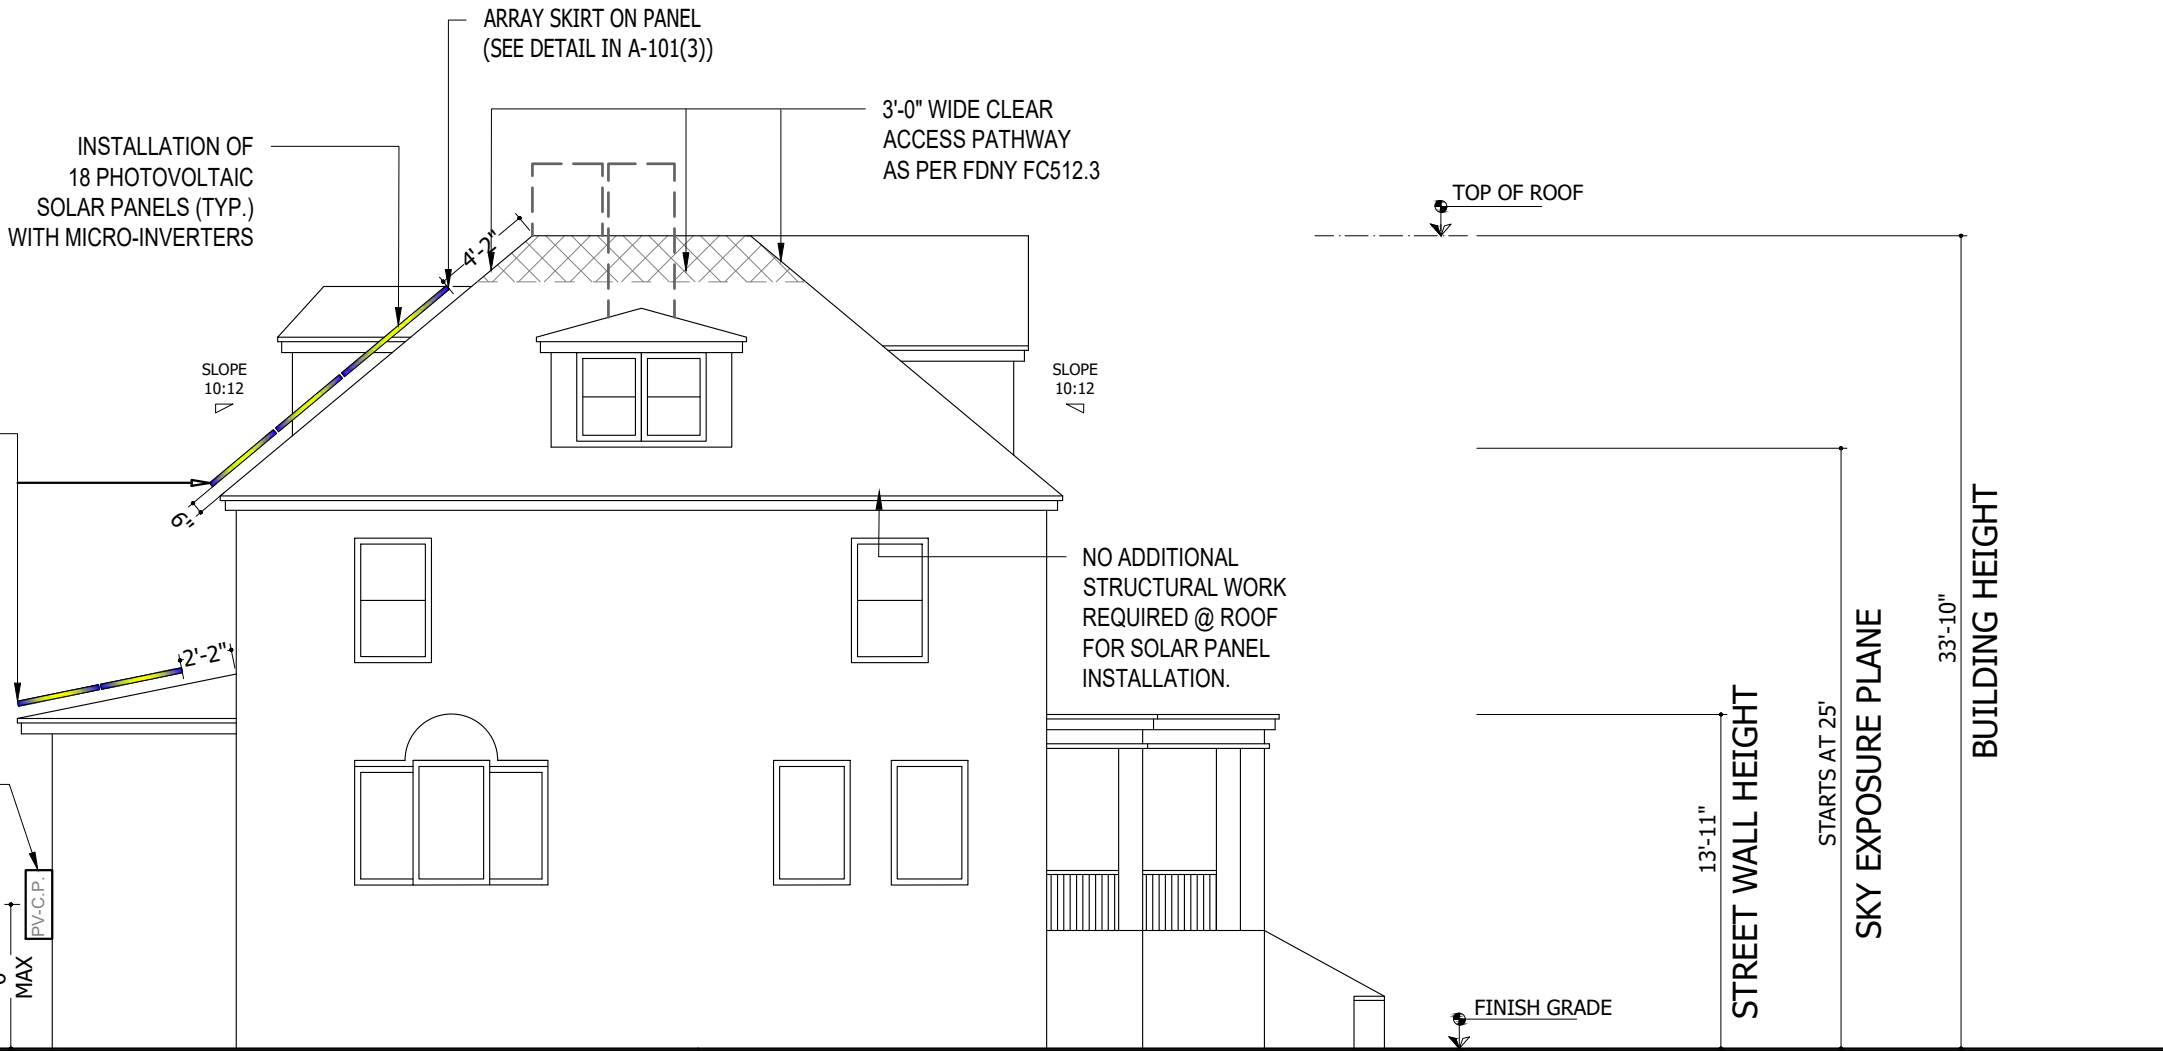 ARRAY SKIRT ON PANEL
(SEE DETAIL IN A-101(3))
3'-0" WIDE CLEAR
ACCESS PATHWAY
AS PER FDNY FC512.3
INSTALLATION OF
18 PHOTOVOLTAIC
SOLAR PANELS (TYP.)
WITH MICRO-INVERTERS
TOP OF ROOF
4'-2"
SLOPE
10:12
SLOPE
10:12
6"
NO ADDITIONAL
STRUCTURAL WORK
REQUIRED @ ROOF
FOR SOLAR PANEL
INSTALLATION.
2'-2"
PV-C.P.
MAX
FINISH GRADE
13'-11"
STREET WALL HEIGHT
STARTS AT 25'
SKY EXPOSURE PLANE
33'-10"
BUILDING HEIGHT